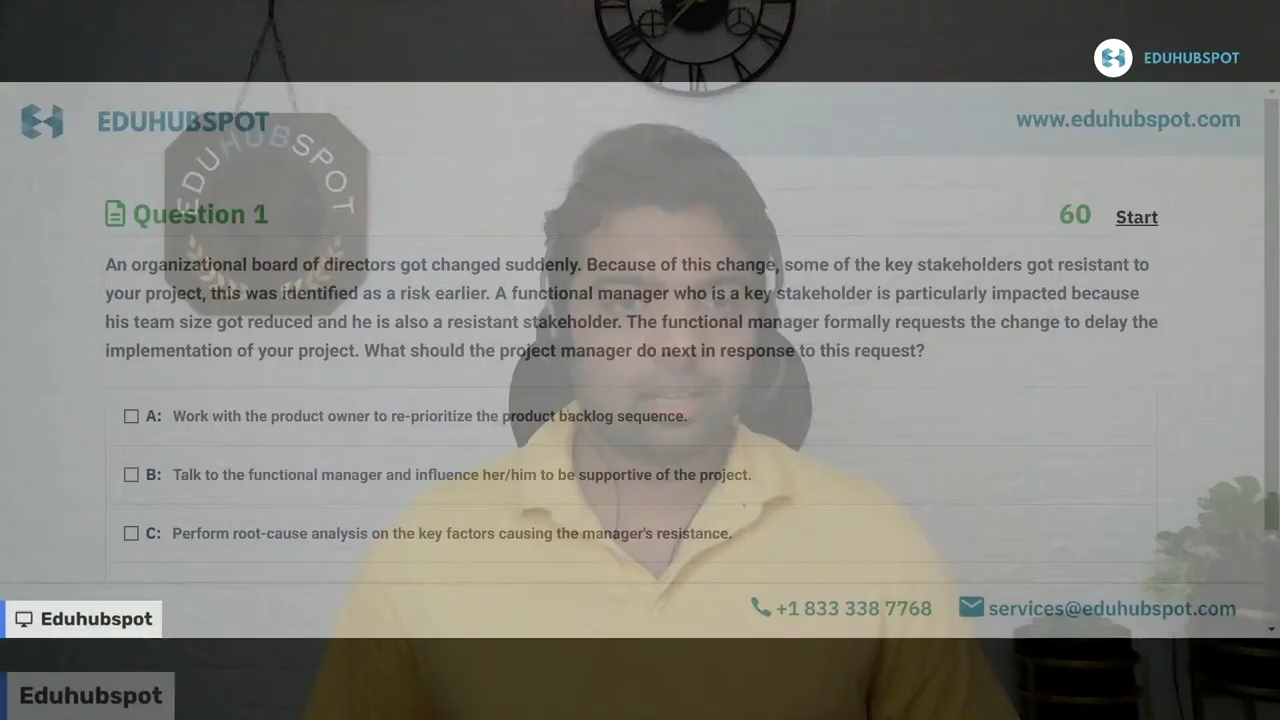 EDUHUBSPOT
EDUHUBSPOT
www.eduhubspot.com
EDUHUBSPOT
Question 1
60 Start
An organizational board of directors got changed suddenly. Because of this change, some of the key stakeholders got resistant to
your project, this was identified as a risk earlier. A functional manager who is a key stakeholder is particularly impacted because
his team size got reduced and he is also a resistant stakeholder. The functional manager formally requests the change to delay the
implementation of your project. What should the project manager do next in response to this request?
A: Work with the product owner to re-prioritize the product backlog sequence.
B: Talk to the functional manager and influence her/him to be supportive of the project.
C: Perform root-cause analysis on the key factors causing the manager's resistance.
+1 833 338 7768 services@eduhubspot.com
Eduhubspot
Eduhubspot